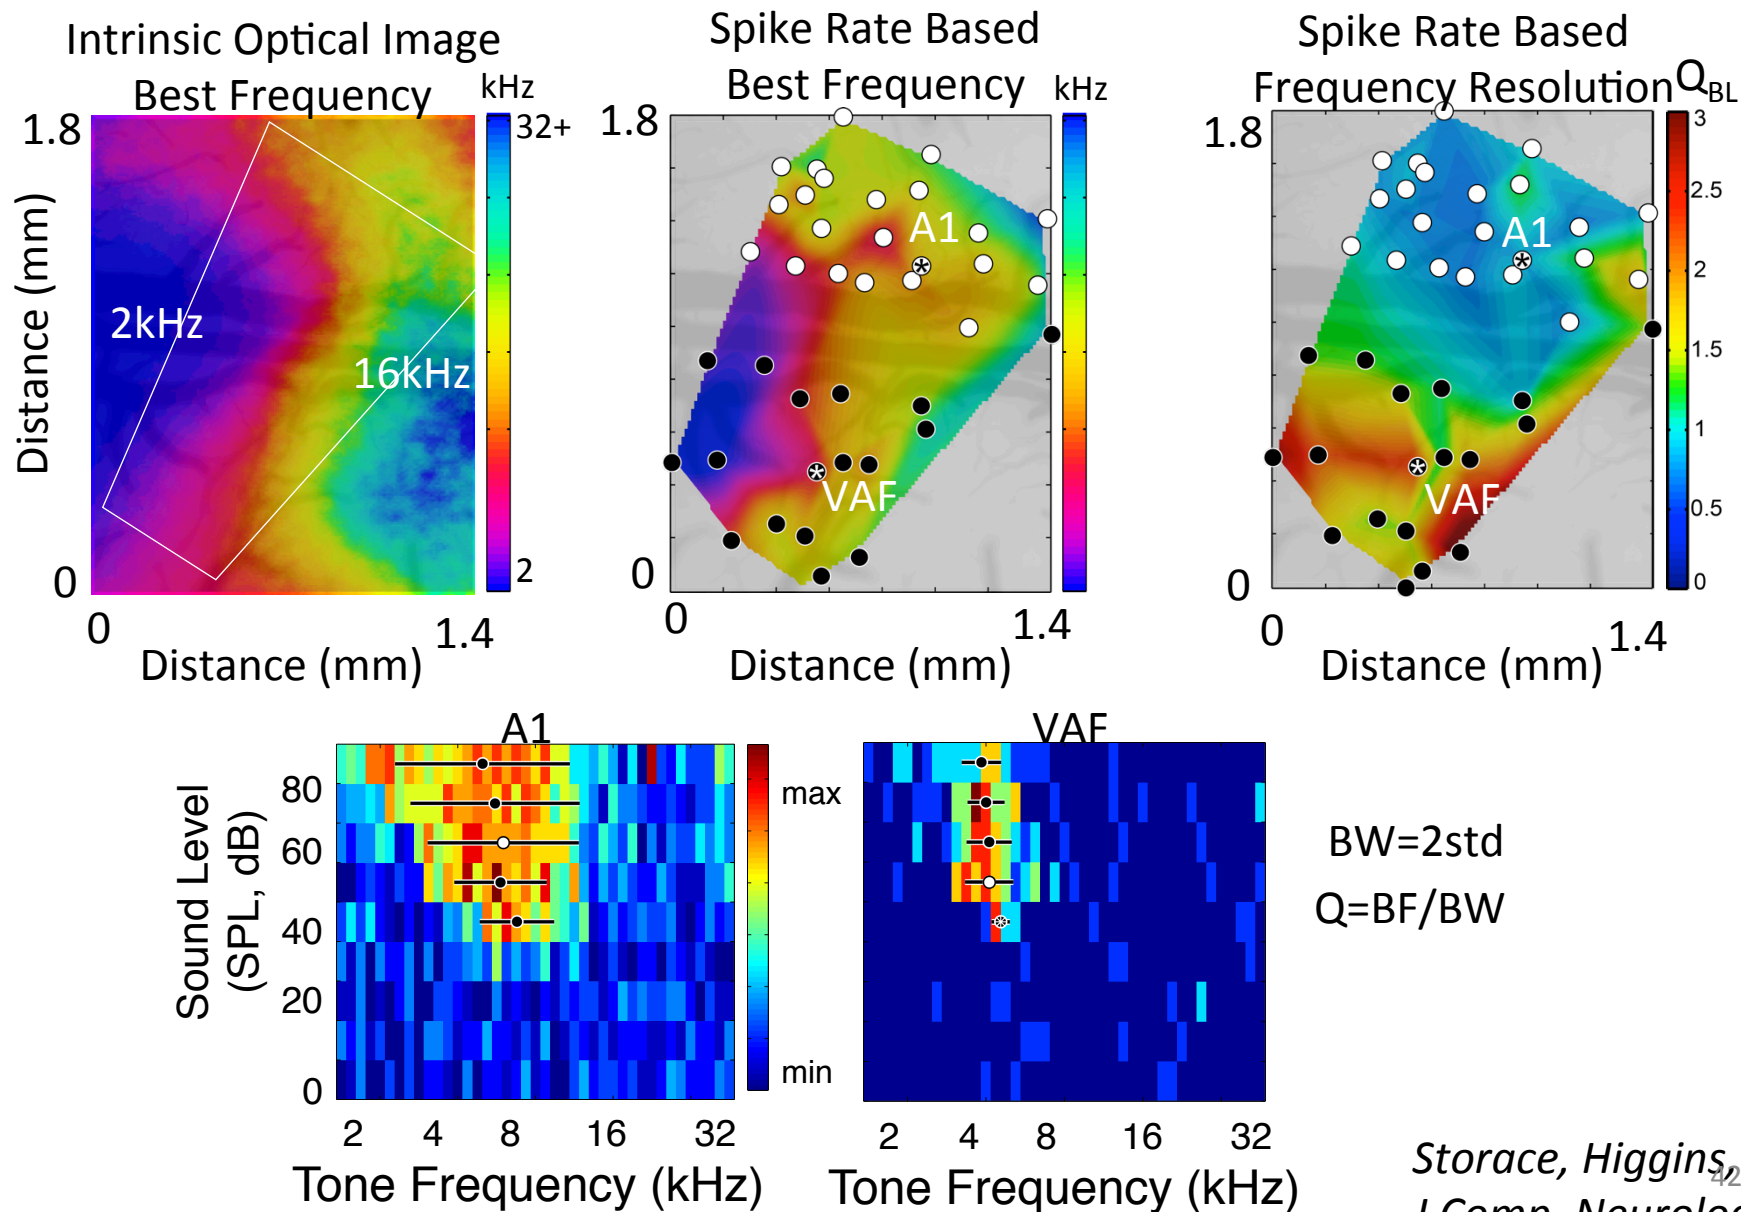 Intrinsic Optical Image
Best Frequency
kHz
32+
2
1.8
0
0
1.4
2kHz
16kHz
Distance (mm)
Distance (mm)
Spike Rate Based
Best Frequency
kHz
1.8
0
0
1.4
A1
VAF
Distance (mm)
Spike Rate Based
Frequency Resolution
QBL
3
2.5
2
1.5
1
0.5
0
1.8
0
0
1.4
A1
VAF
Distance (mm)
A1
Sound Level
(SPL, dB)
80
60
40
20
0
2 4 8 16 32
Tone Frequency (kHz)
max
min
VAF
2 4 8 16 32
Tone Frequency (kHz)
BW=2std
Q=BF/BW
Storace, Higgins,
42